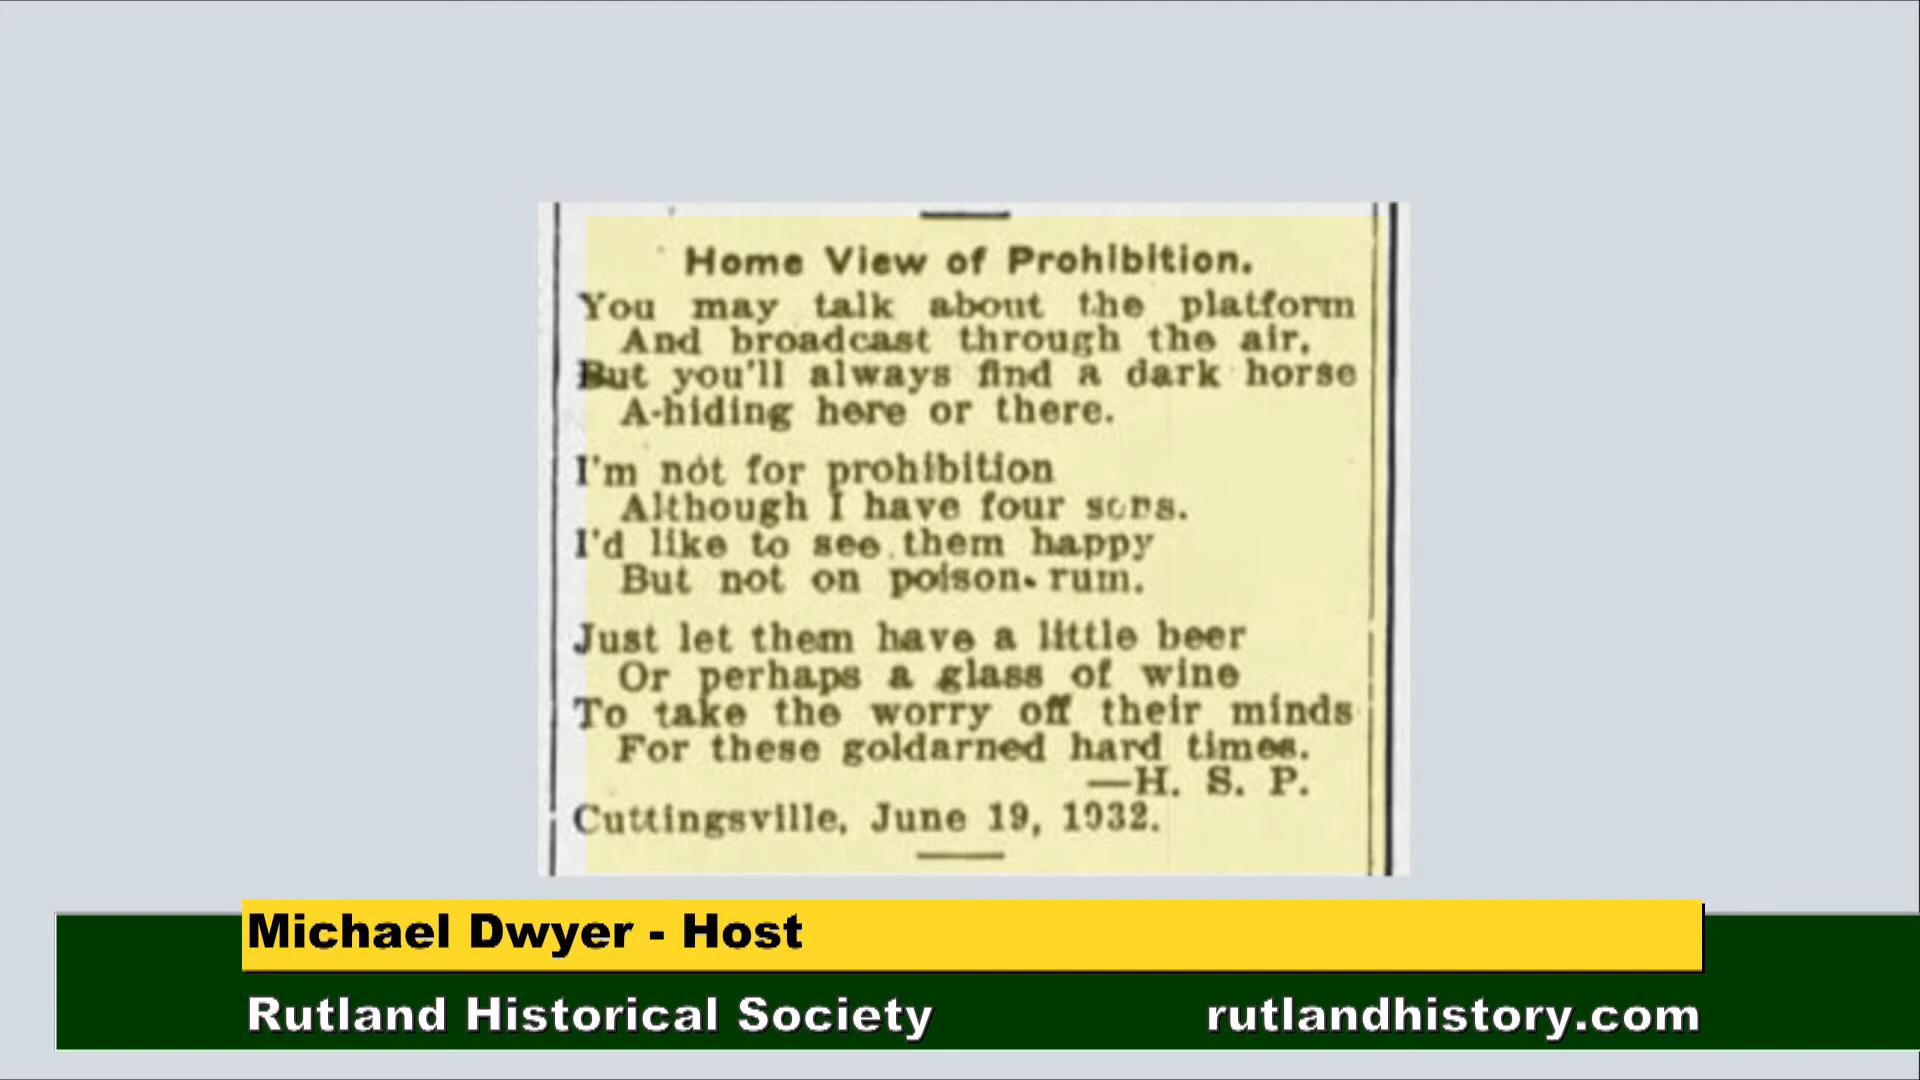 Home View of Prohibition.
You may talk about the platform
And broadcast through the air,
But you'll always find a dark horse
A-hiding here or there.
I'm not for prohibition
Although I have four sons.
I'd like to see them happy
But not on poison rum.
Just let them have a little beer
Or perhaps a glass of wine
To take the worry off their minds
For these goldarned hard times.
—H. S. P.
Cuttingsville, June 19, 1932.
Michael Dwyer - Host
Rutland Historical Society
rutlandhistory.com